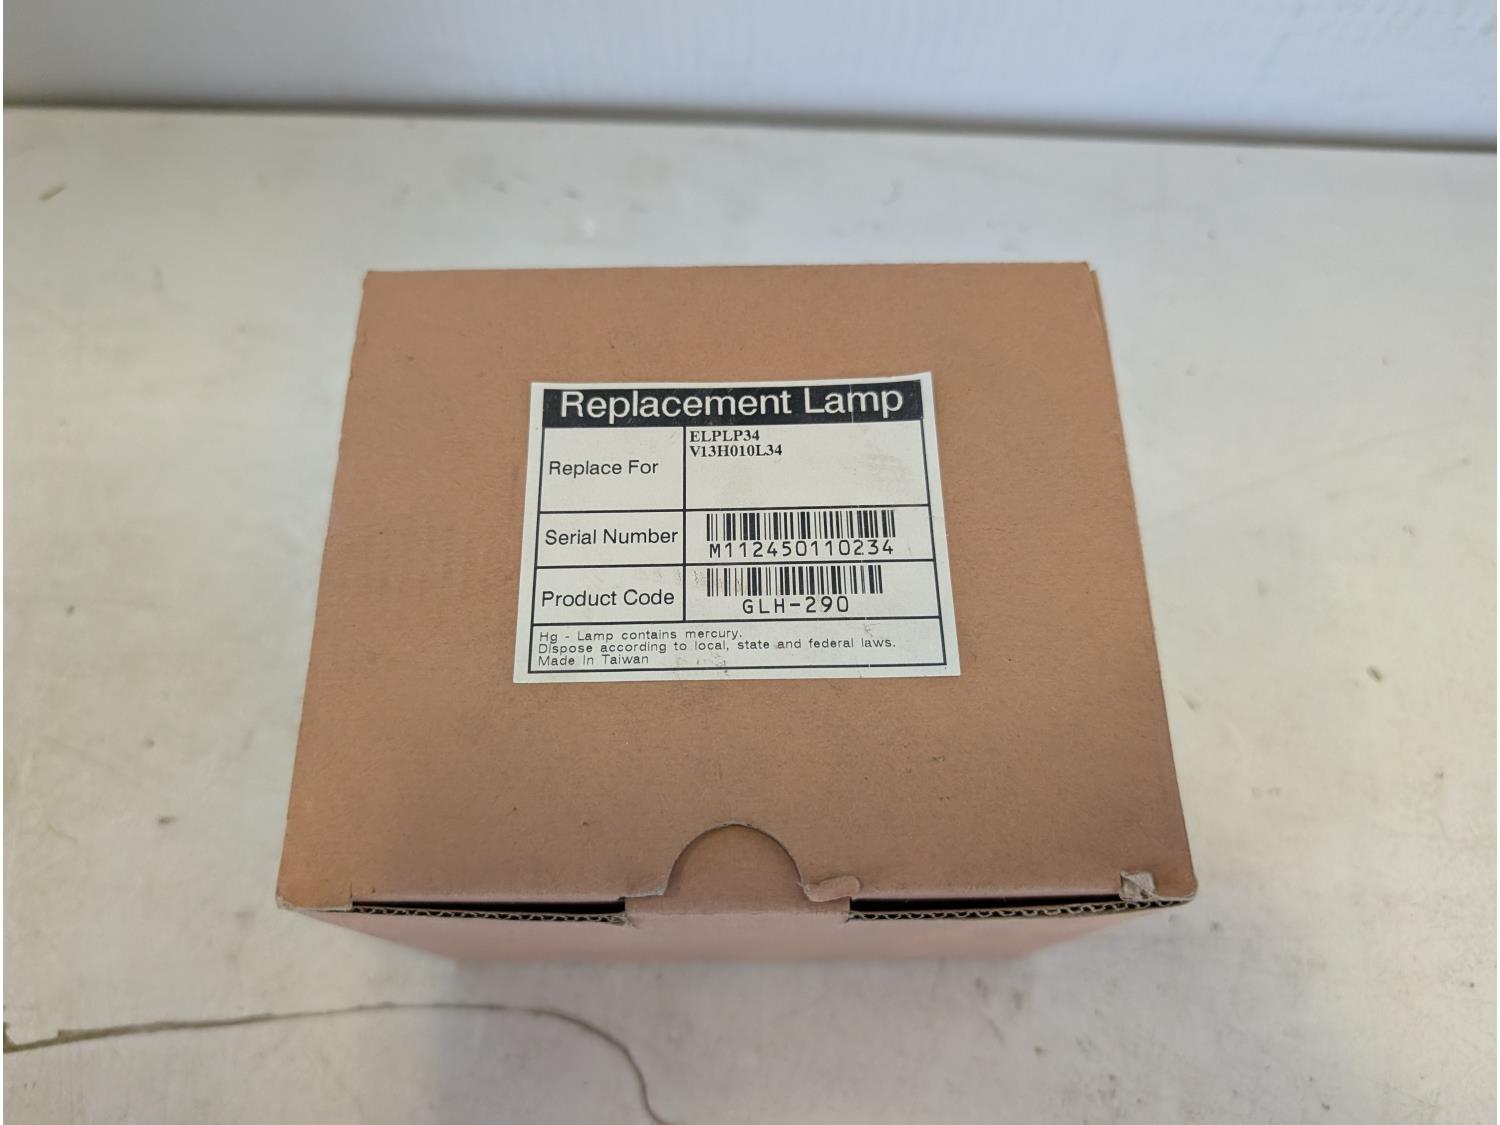 Replacement Lamp
Replace For
ELPLP34
V13H010L34
Serial Number
M112450110234
Product Code
GLH-290
Hg - Lamp contains mercury.
Dispose according to local, state and federal laws.
Made In Taiwan